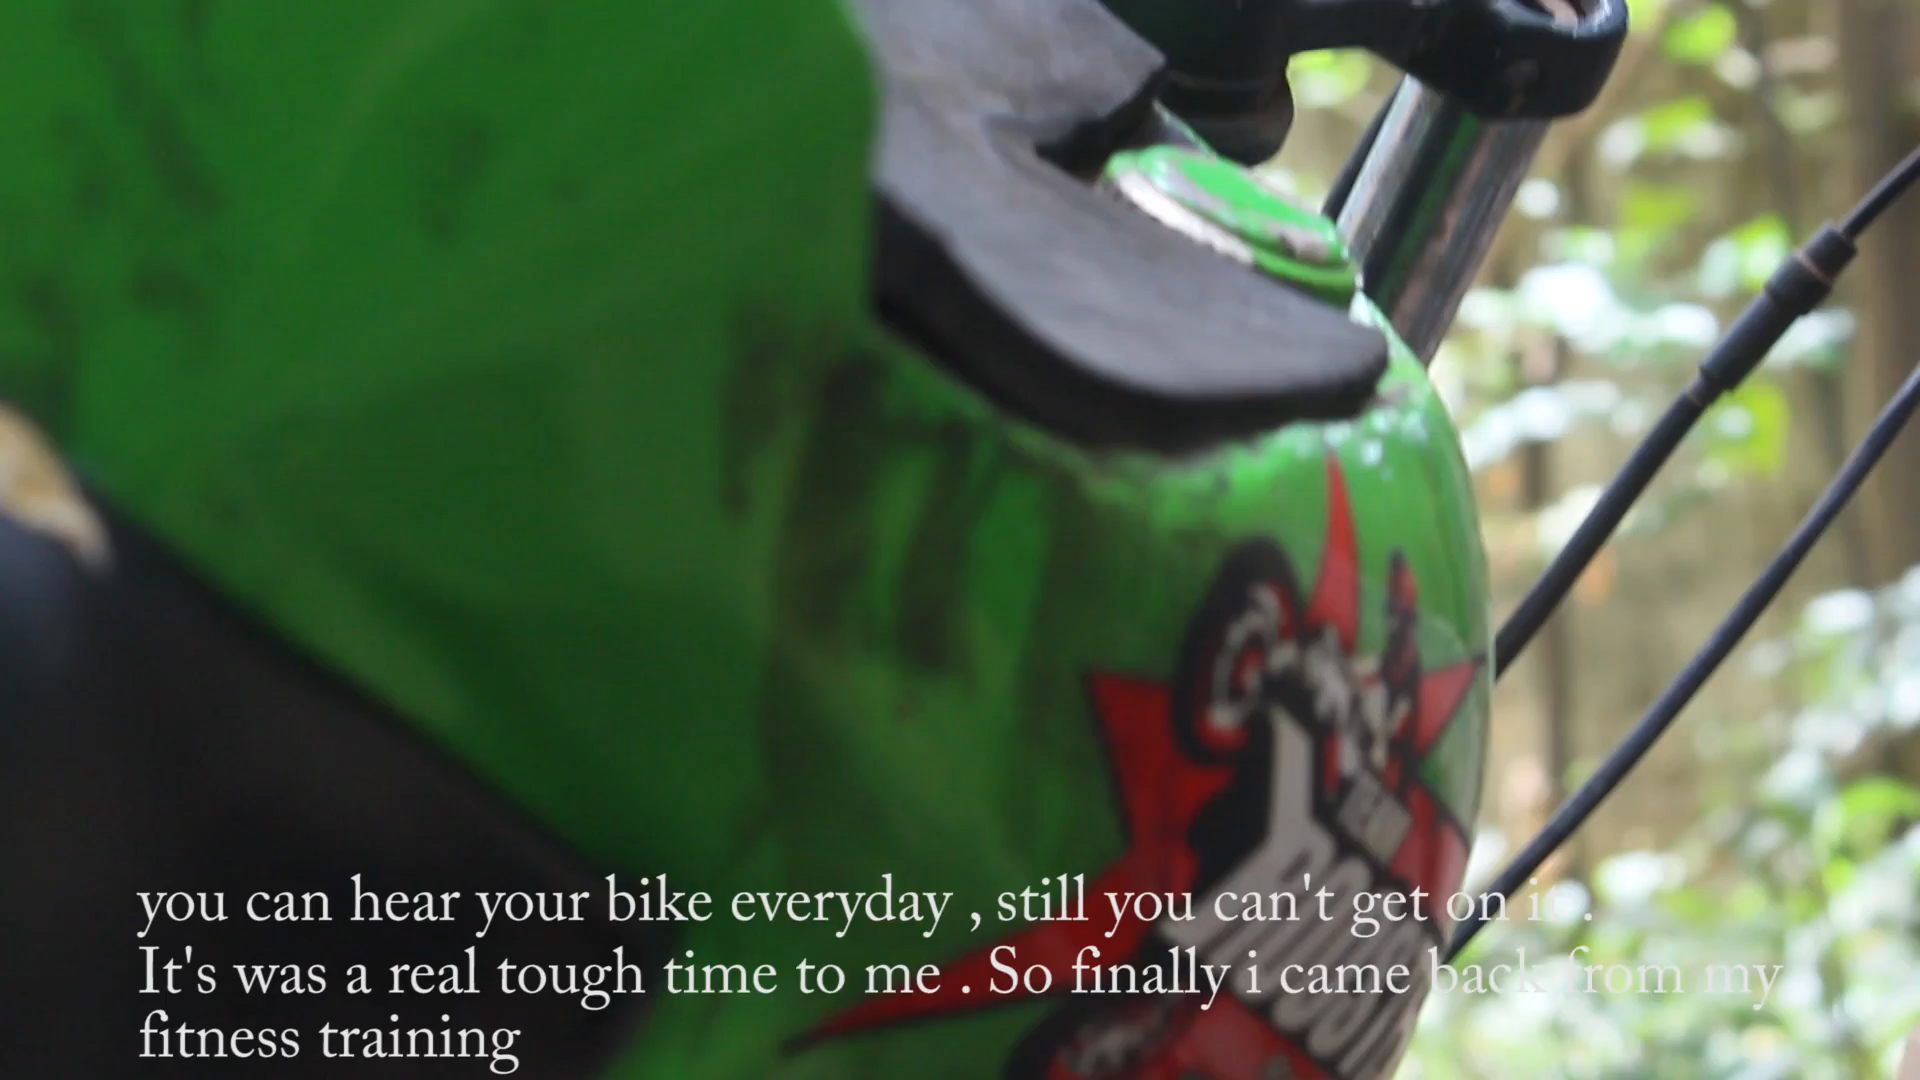 you can hear your bike everyday , still you can't get on it .
It's was a real tough time to me . So finally i came back from my
fitness training